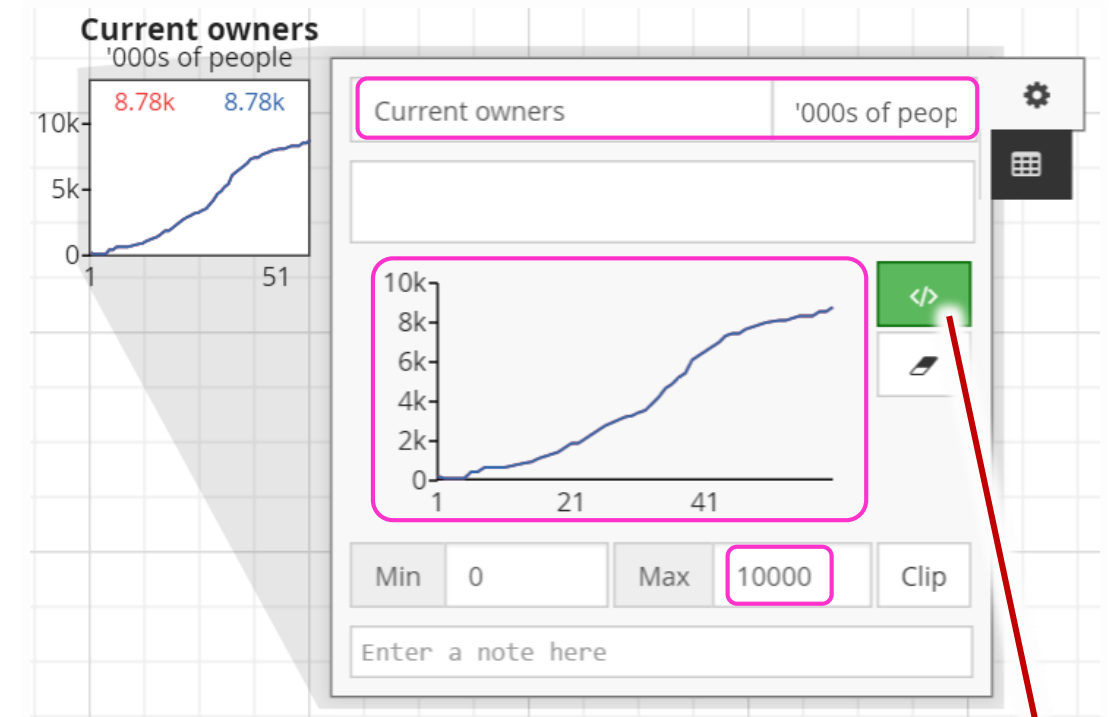 Current owners
'000s of people
8.78k 8.78k
10k
5k
0
1 51
Current owners '000s of peop
</>
10k
8k
6k
4k
2k
0
1 21 41
Min 0 Max 10000 Clip
Enter a note here